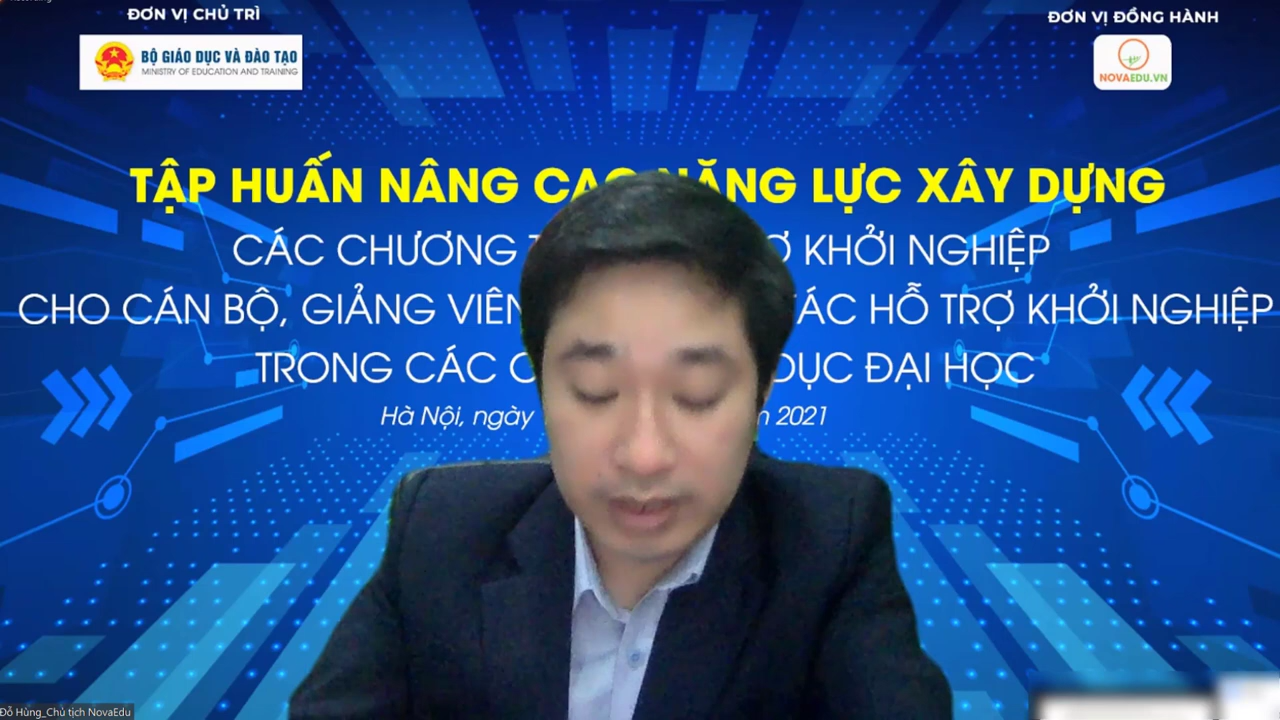 Recording
ĐƠN VỊ CHỦ TRÌ
ĐƠN VỊ ĐỒNG HÀNH
BỘ GIÁO DỤC VÀ ĐÀO TẠO
MINISTRY OF EDUCATION AND TRAINING
NOVAEDU.VN
TẬP HUẤN NÂNG CAO NĂNG LỰC XÂY DỰNG
CÁC CHƯƠNG KHỞI NGHIỆP
CHO CÁN BỘ, GIẢNG VIÊN HỖ TRỢ KHỞI NGHIỆP
TRONG CÁC ĐẠI HỌC
Hà Nội, ngày 2021
Đỗ Hùng_Chủ tịch NovaEdu